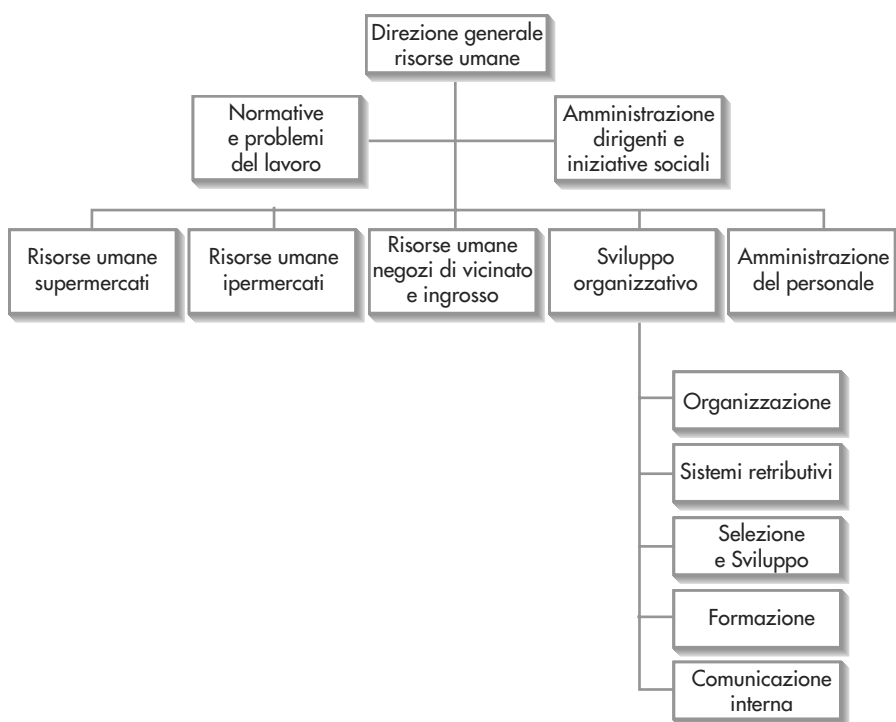 Direzione generale
risorse umane
Normative
e problemi
del lavoro
Amministrazione
dirigenti e
iniziative sociali
Risorse umane
supermercati
Risorse umane
ipermercati
Risorse umane
negozi di vicinato
e ingrosso
Sviluppo
organizzativo
Amministrazione
del personale
Organizzazione
Sistemi retributivi
Selezione
e Sviluppo
Formazione
Comunicazione
interna